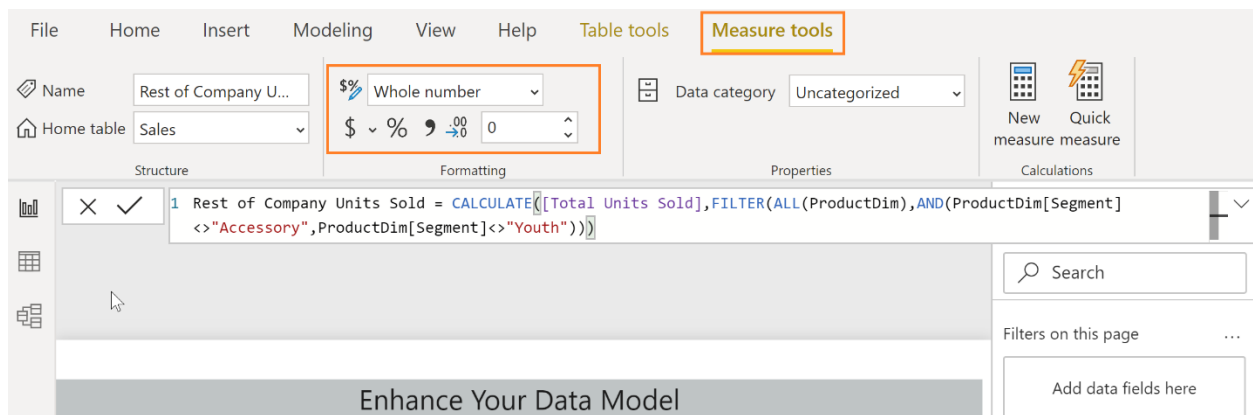 File Home Insert Modeling View Help Table tools Measure tools
Name Rest of Company U... $% Whole number Data category Uncategorized New measure Quick measure
Home table Sales $ % 9 .00 →.0 0
Structure Formatting Properties Calculations
1 Rest of Company Units Sold = CALCULATE([Total Units Sold],FILTER(ALL(ProductDim),AND(ProductDim[Segment]
<>"Accessory",ProductDim[Segment]<>"Youth")))
Search
Filters on this page ...
Add data fields here
Enhance Your Data Model